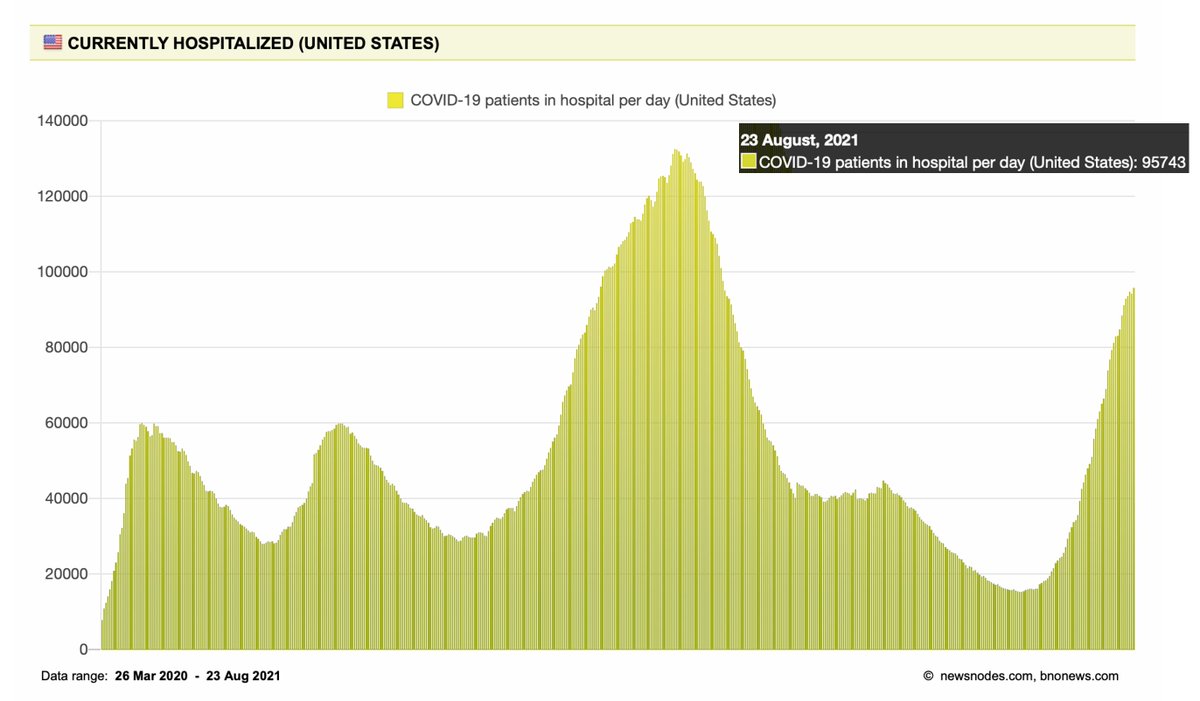 CURRENTLY HOSPITALIZED (UNITED STATES)
COVID-19 patients in hospital per day (United States)
140000
23 August, 2021
COVID-19 patients in hospital per day (United States): 95743
120000
100000
80000
60000
40000
20000
0
Data range: 26 Mar 2020 - 23 Aug 2021
© newsnodes.com, bnonews.com